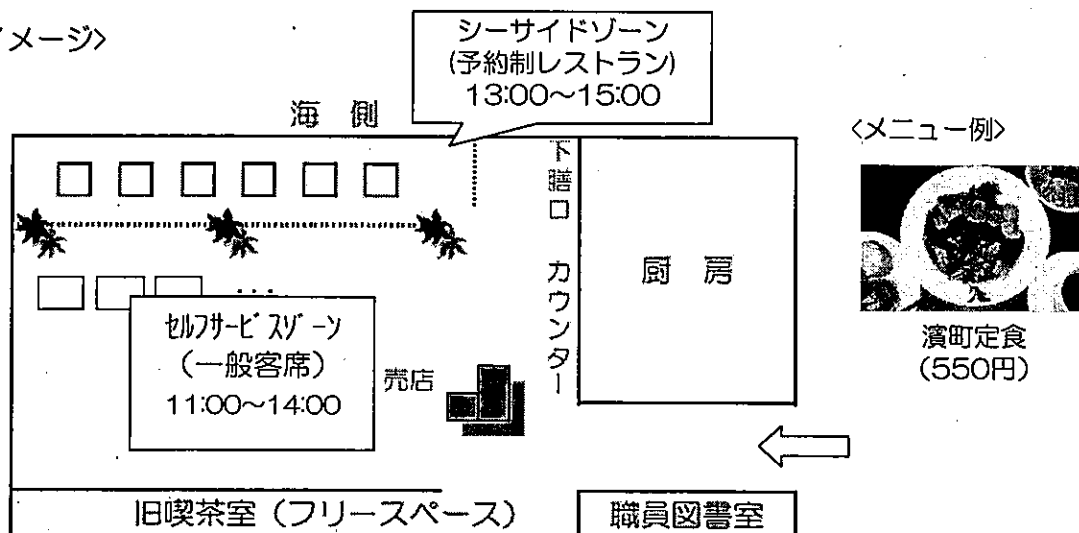 イメージ>
シーサイドゾーン
(予約制レストラン)
13:00～15:00
海 側
<メニュー例>
下膳口 カウンター
厨 房
セルフサービスゾーン
(一般客席)
11:00～14:00
売店
濱町定食
(550円)
旧喫茶室(フリースペース)
職員図書室